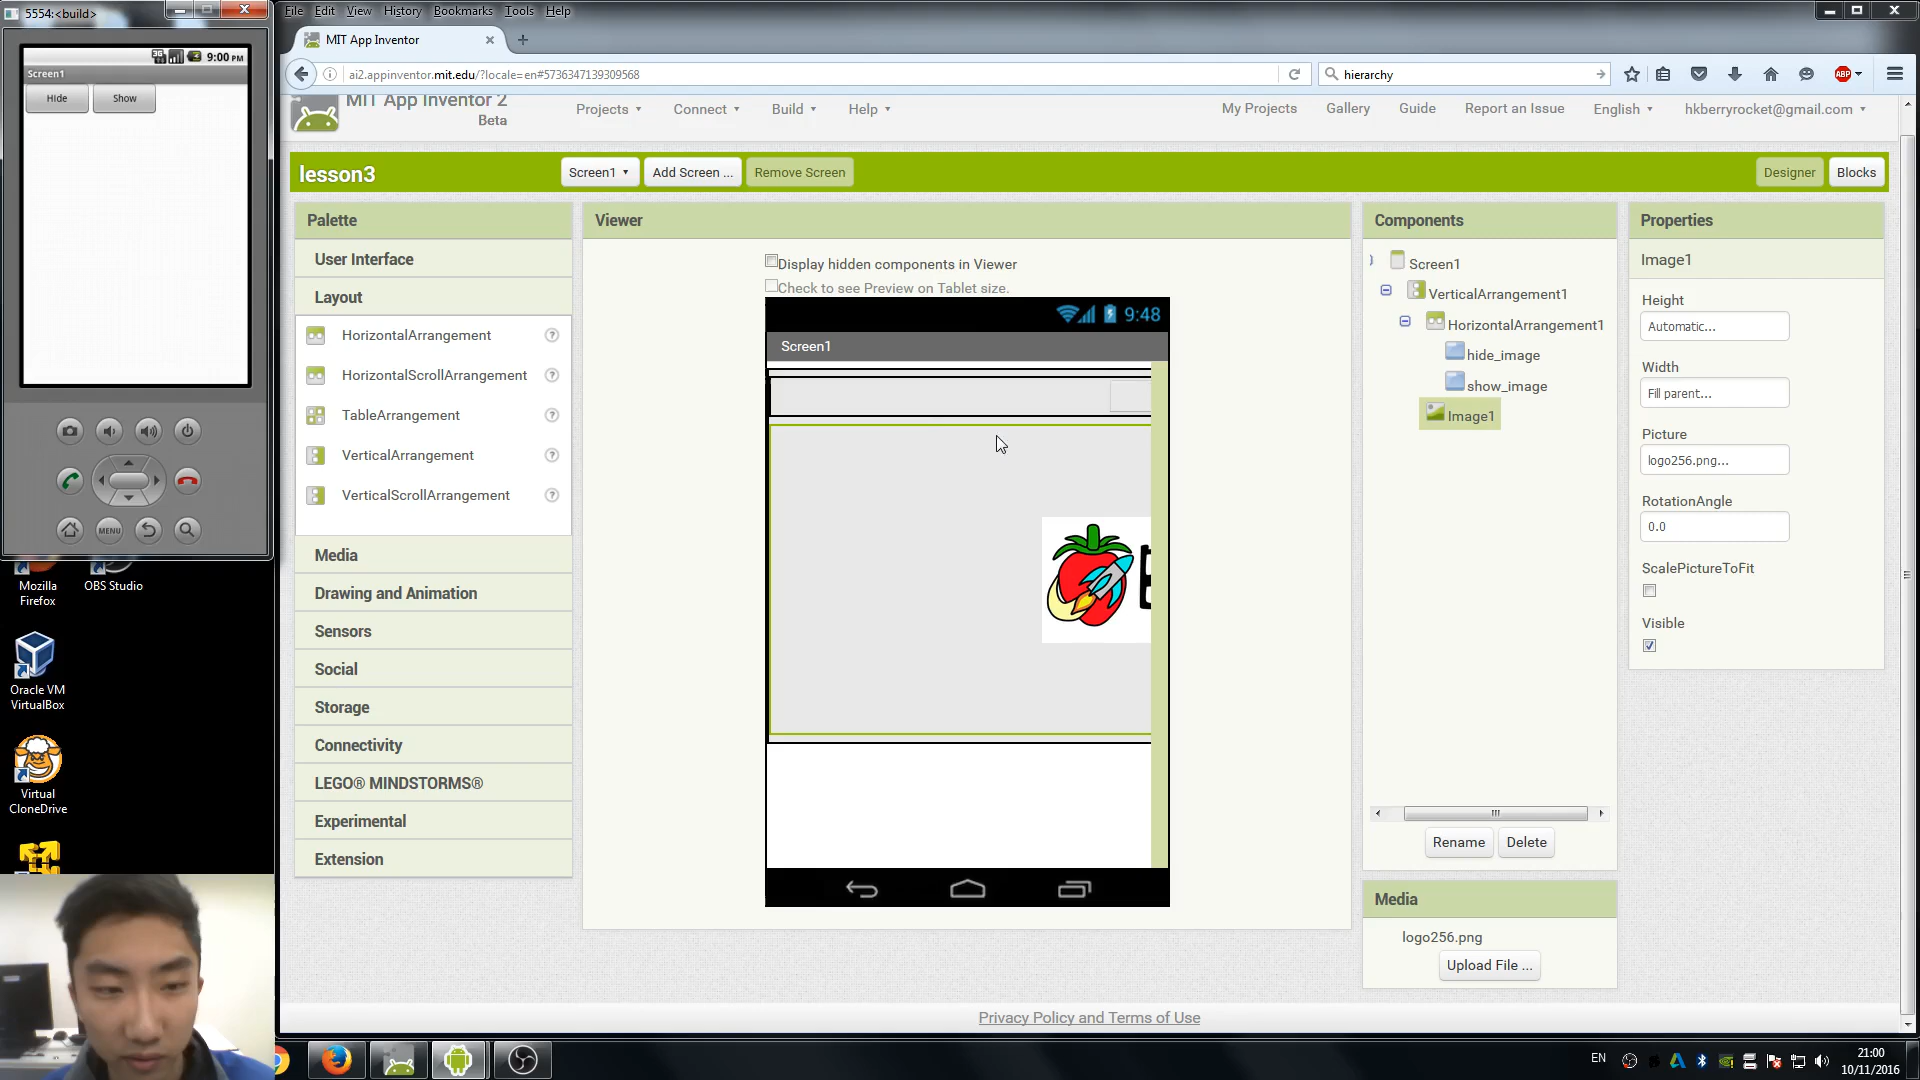 5554:<build>
File Edit View History Bookmarks Tools Help
3G 9:00 PM
MIT App Inventor
Screen1
ai2.appinventor.mit.edu/?locale=en#5736347139309568
hierarchy
ABP
Hide Show
MIT App Inventor 2
Beta
Projects Connect Build Help
My Projects Gallery Guide Report an Issue English hkberryrocket@gmail.com
lesson3
Screen1 Add Screen ... Remove Screen
Designer Blocks
Palette
Viewer
Components
Properties
User Interface
Layout
HorizontalArrangement
HorizontalScrollArrangement
TableArrangement
VerticalArrangement
VerticalScrollArrangement
Media
Drawing and Animation
Sensors
Social
Storage
Connectivity
LEGO® MINDSTORMS®
Experimental
Extension
Display hidden components in Viewer
Check to see Preview on Tablet size.
9:48
Screen1
Screen1
VerticalArrangement1
HorizontalArrangement1
hide_image
show_image
Image1
Rename Delete
Media
logo256.png
Upload File ...
Image1
Height
Automatic...
Width
Fill parent...
Picture
logo256.png...
RotationAngle
0.0
ScalePictureToFit
Visible
MENU
Mozilla
Firefox
OBS Studio
Oracle VM
VirtualBox
Virtual
CloneDrive
Privacy Policy and Terms of Use
EN
21:00
10/11/2016